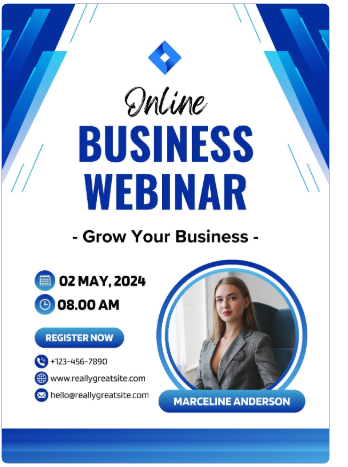 Online
BUSINESS
WEBINAR
- Grow Your Business -
02 MAY, 2024
08.00 AM
REGISTER NOW
+123-456-7890
www.reallygreatsite.com
hello@reallygreatsite.com
MARCELINE ANDERSON